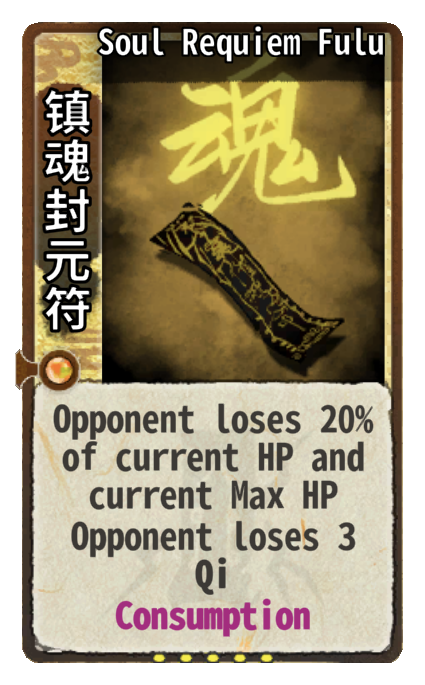 Soul Requiem Fulu
镇魂封元符
魂
Opponent loses 20%
of current HP and
current Max HP
Opponent loses 3
Qi
Consumption